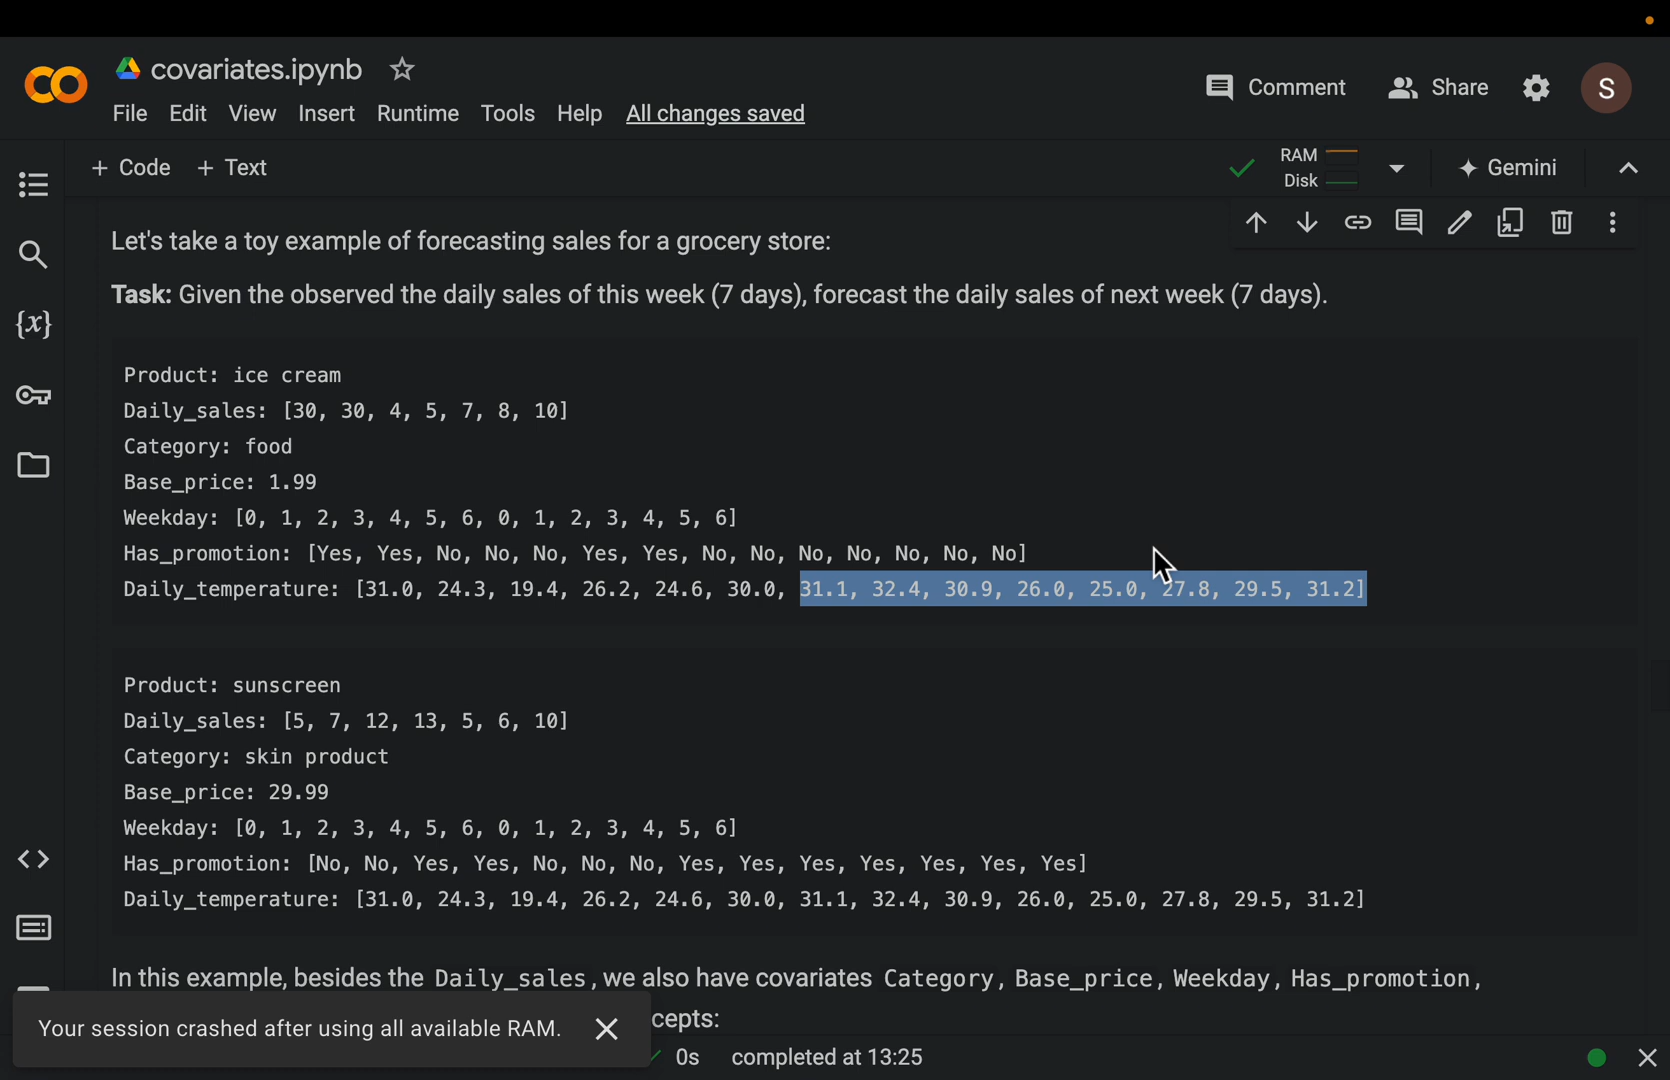 covariates.ipynb
Comment
Share
S
File Edit View Insert Runtime Tools Help All changes saved
+ Code + Text
RAM
Disk
Gemini
Let's take a toy example of forecasting sales for a grocery store:
Task: Given the observed the daily sales of this week (7 days), forecast the daily sales of next week (7 days).
{x}
Product: ice cream
Daily_sales: [30, 30, 4, 5, 7, 8, 10]
Category: food
Base_price: 1.99
Weekday: [0, 1, 2, 3, 4, 5, 6, 0, 1, 2, 3, 4, 5, 6]
Has_promotion: [Yes, Yes, No, No, No, Yes, Yes, No, No, No, No, No, No, No]
Daily_temperature: [31.0, 24.3, 19.4, 26.2, 24.6, 30.0, 31.1, 32.4, 30.9, 26.0, 25.0, 27.8, 29.5, 31.2]
Product: sunscreen
Daily_sales: [5, 7, 12, 13, 5, 6, 10]
Category: skin product
Base_price: 29.99
Weekday: [0, 1, 2, 3, 4, 5, 6, 0, 1, 2, 3, 4, 5, 6]
Has_promotion: [No, No, Yes, Yes, No, No, No, Yes, Yes, Yes, Yes, Yes, Yes, Yes]
Daily_temperature: [31.0, 24.3, 19.4, 26.2, 24.6, 30.0, 31.1, 32.4, 30.9, 26.0, 25.0, 27.8, 29.5, 31.2]
In this example, besides the Daily_sales, we also have covariates Category, Base_price, Weekday, Has_promotion,
cepts:
Your session crashed after using all available RAM.
0s completed at 13:25